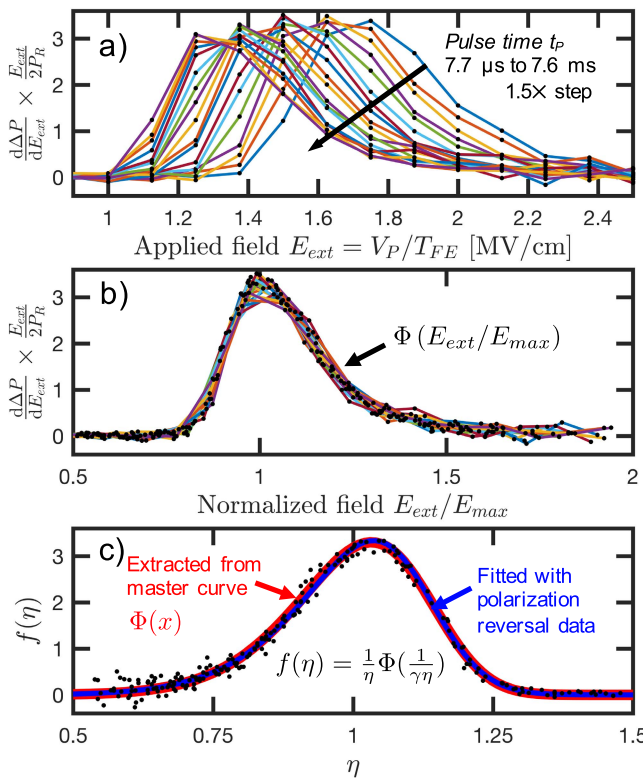 a)
dΔP/dE_ext × E_ext/2P_R
3
2
1
0
Pulse time t_P
7.7 μs to 7.6 ms
1.5× step
1 1.2 1.4 1.6 1.8 2 2.2 2.4
Applied field E_ext = V_P/T_FE [MV/cm]
b)
dΔP/dE_ext × E_ext/2P_R
3
2
1
0
Φ(E_ext/E_max)
0.5 1 1.5 2
Normalized field E_ext/E_max
c)
f(η)
3
2
1
0
Extracted from
master curve
Φ(x)
Fitted with
polarization
reversal data
f(η) = 1/η Φ(1/γη)
0.5 0.75 1 1.25 1.5
η